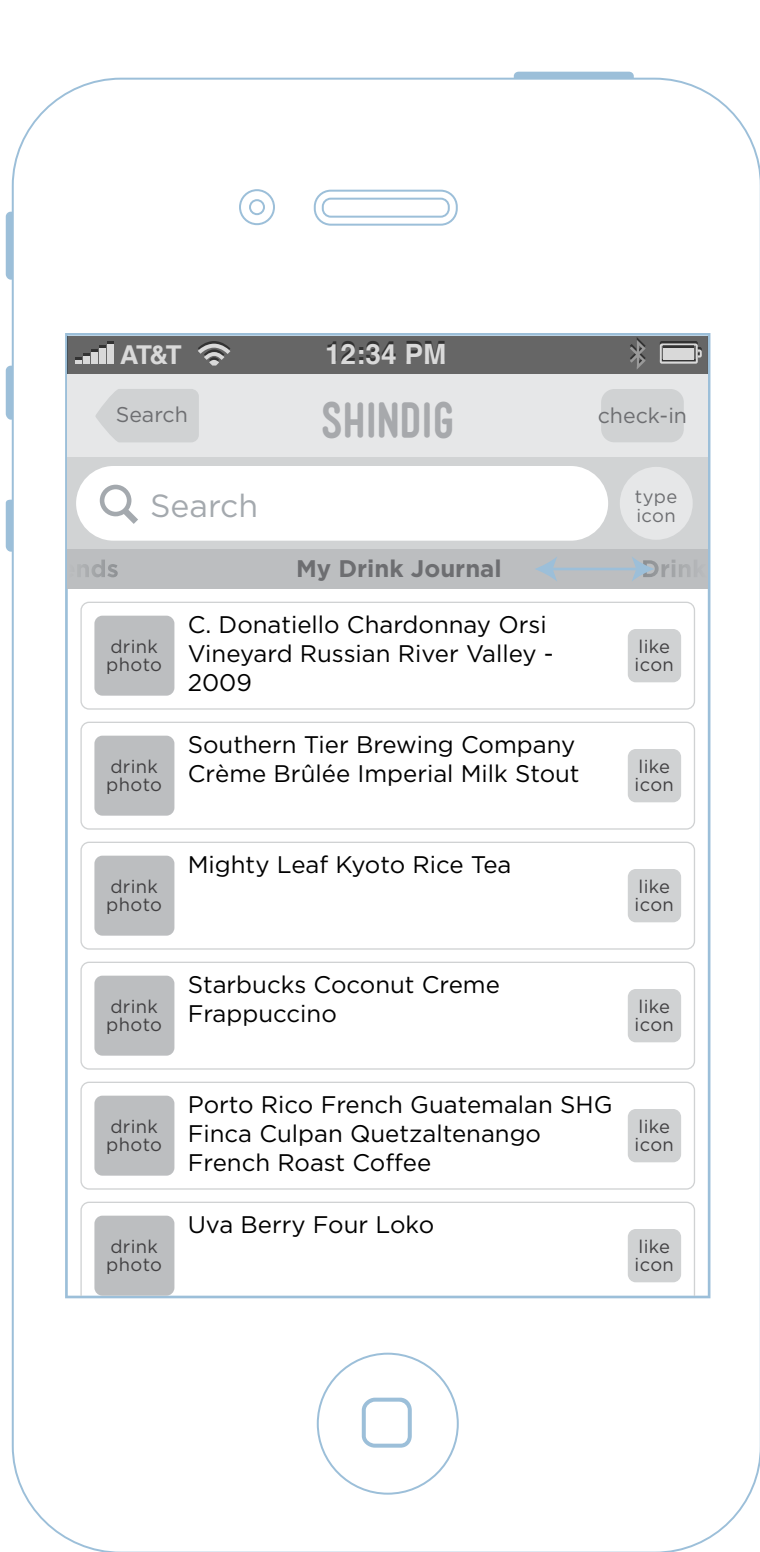 AT&T 12:34 PM
Search SHINDIG check-in
Search type
icon
nds My Drink Journal Drink
drink
photo
C. Donatiello Chardonnay Orsi
Vineyard Russian River Valley -
2009
like
icon
drink
photo
Southern Tier Brewing Company
Crème Brûlée Imperial Milk Stout
like
icon
drink
photo
Mighty Leaf Kyoto Rice Tea
like
icon
drink
photo
Starbucks Coconut Creme
Frappuccino
like
icon
drink
photo
Porto Rico French Guatemalan SHG
Finca Culpan Quetzaltenango
French Roast Coffee
like
icon
drink
photo
Uva Berry Four Loko
like
icon